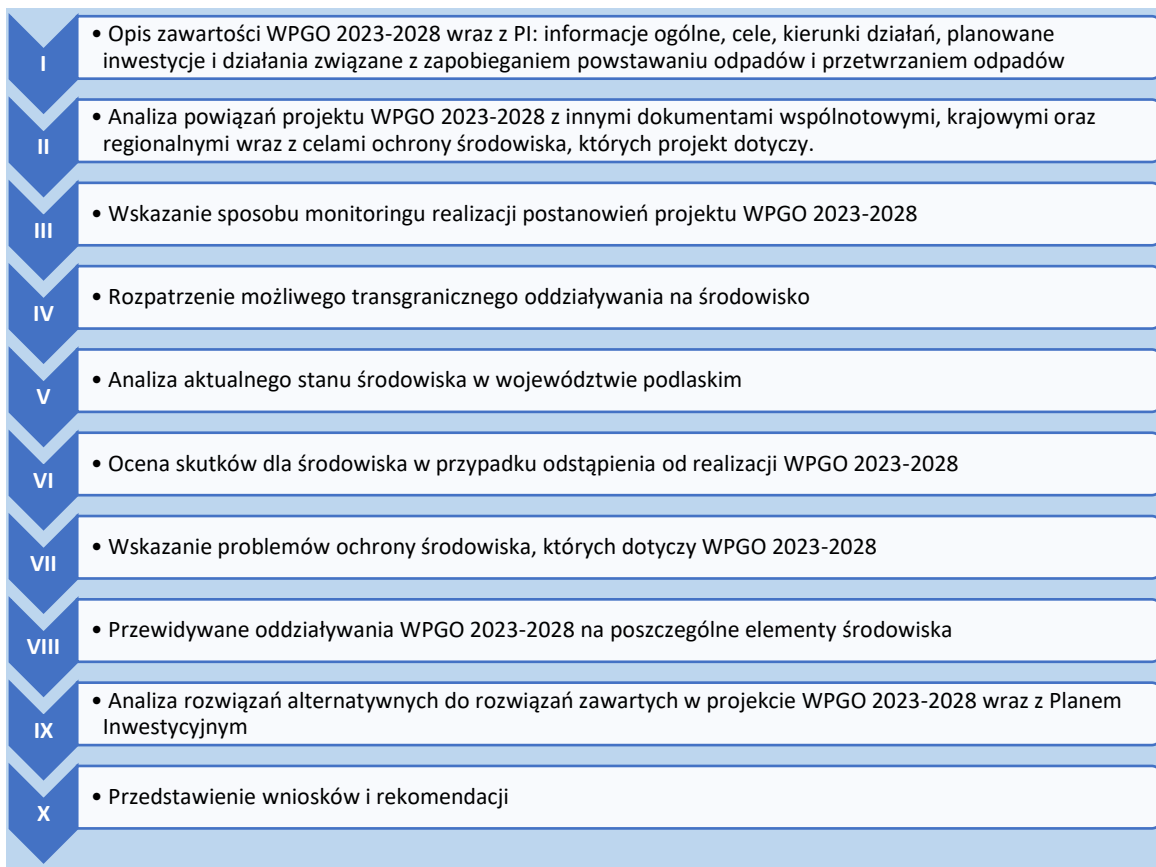 I
• Opis zawartości WPGO 2023-2028 wraz z PI: informacje ogólne, cele, kierunki działań, planowane
inwestycje i działania związane z zapobieganiem powstawaniu odpadów i przetwrzaniem odpadów
II
• Analiza powiązań projektu WPGO 2023-2028 z innymi dokumentami wspólnotowymi, krajowymi oraz
regionalnymi wraz z celami ochrony środowiska, których projekt dotyczy.
III
• Wskazanie sposobu monitoringu realizacji postanowień projektu WPGO 2023-2028
IV
• Rozpatrzenie możliwego transgranicznego oddziaływania na środowisko
V
• Analiza aktualnego stanu środowiska w województwie podlaskim
VI
• Ocena skutków dla środowiska w przypadku odstąpienia od realizacji WPGO 2023-2028
VII
• Wskazanie problemów ochrony środowiska, których dotyczy WPGO 2023-2028
VIII
• Przewidywane oddziaływania WPGO 2023-2028 na poszczególne elementy środowiska
IX
• Analiza rozwiązań alternatywnych do rozwiązań zawartych w projekcie WPGO 2023-2028 wraz z Planem
Inwestycyjnym
X
• Przedstawienie wniosków i rekomendacji